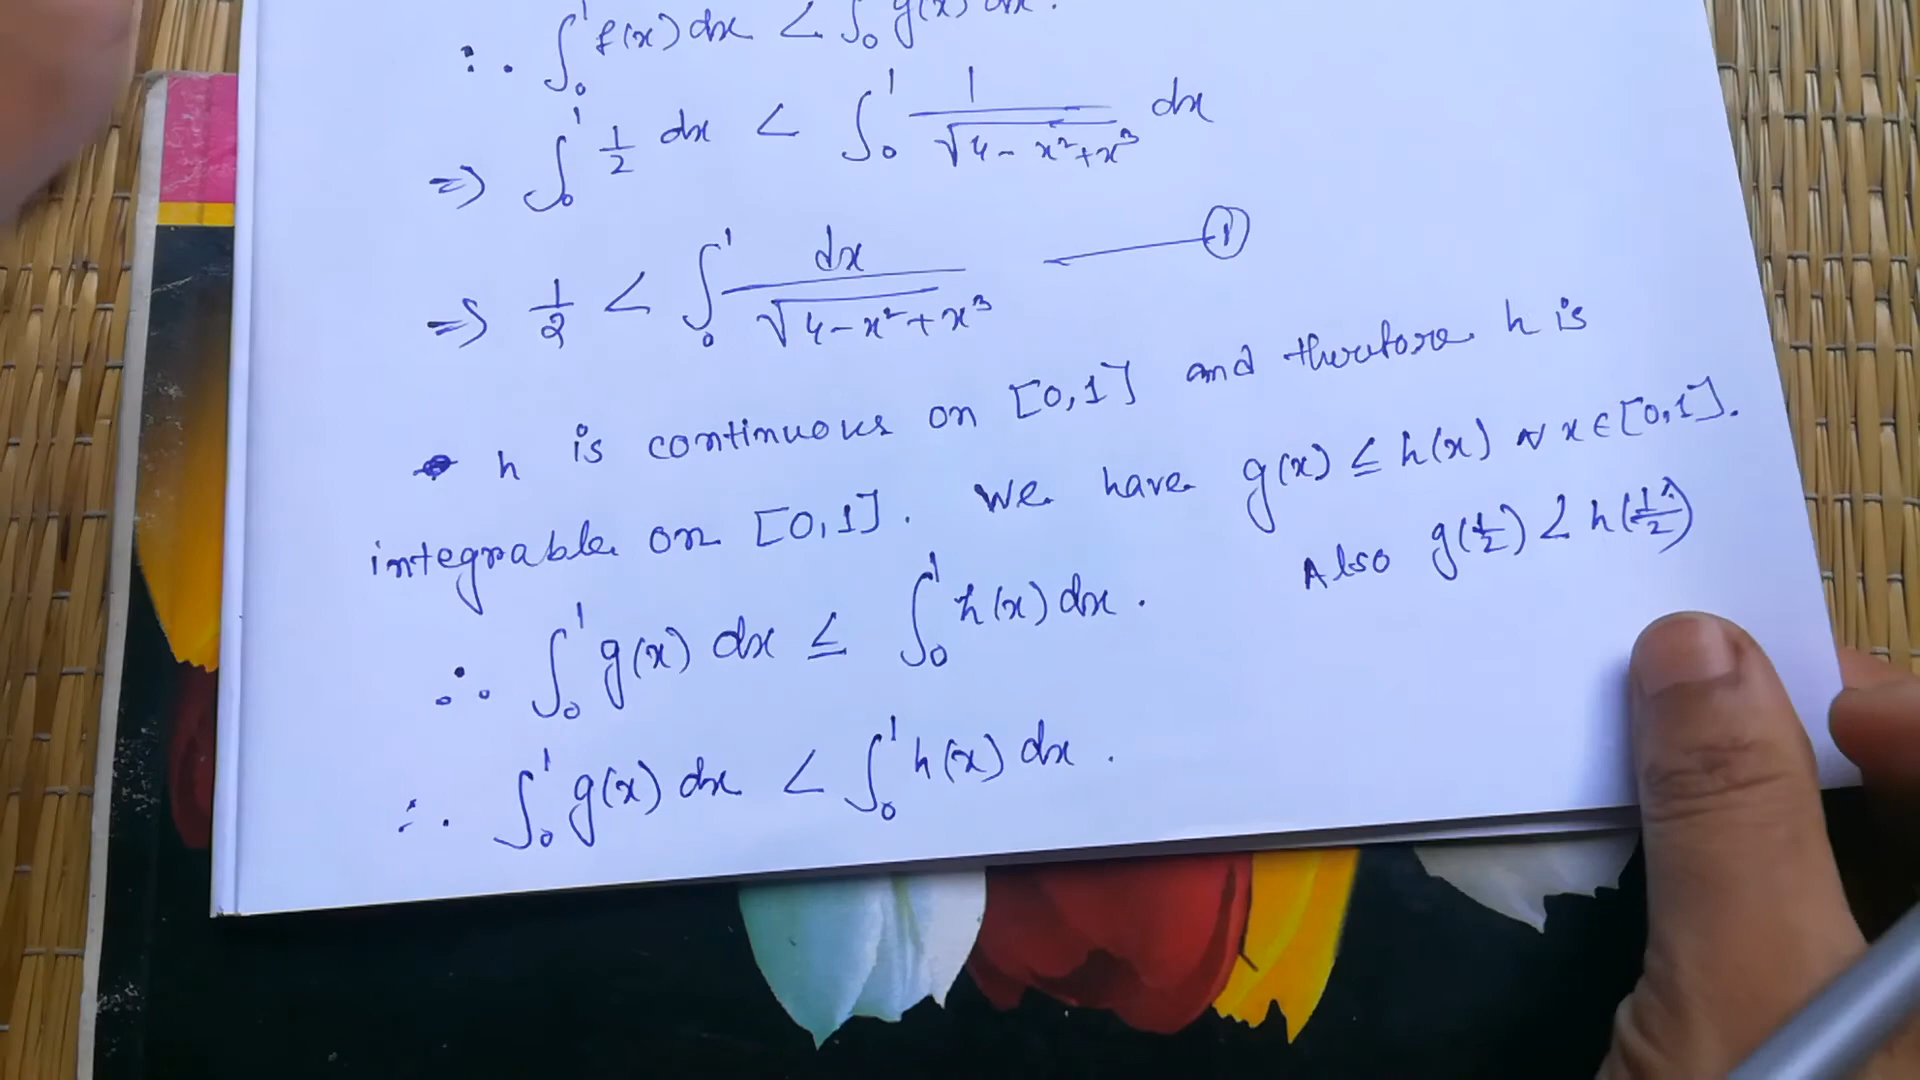 ∴ ∫₀¹ f(x) dx < ∫₀ g(x) dx.
⇒ ∫₀¹ 1/2 dx < ∫₀¹ 1/√(4-x²+x³) dx
⇒ 1/2 < ∫₀¹ dx/√(4-x²+x³) ①
h is continuous on [0,1] and therefore h is
integrable on [0,1]. We have g(x) ≤ h(x) ∀ x ∈ [0,1].
Also g(1/2) < h(1/2)
∴ ∫₀¹ g(x) dx ≤ ∫₀¹ h(x) dx.
∴ ∫₀¹ g(x) dx < ∫₀¹ h(x) dx.